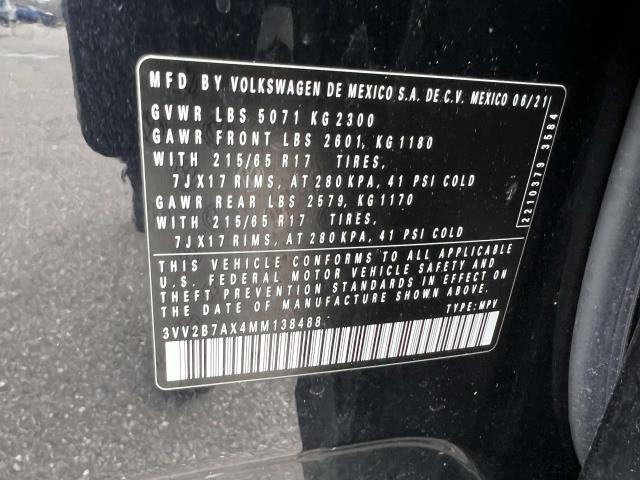 MFD BY VOLKSWAGEN DE MEXICO S.A. DE C.V. MEXICO 06/21
GVWR LBS 5071 KG 2300
GAWR FRONT LBS 2601, KG 1180
WITH 215/65 R17 TIRES,
7JX17 RIMS, AT 280 KPA, 41 PSI COLD
GAWR REAR LBS 2579, KG 1170
WITH 215/65 R17 TIRES,
7JX17 RIMS, AT 280 KPA, 41 PSI COLD
THIS VEHICLE CONFORMS TO ALL APPLICABLE
U.S. FEDERAL MOTOR VEHICLE SAFETY AND
THEFT PREVENTION STANDARDS IN EFFECT ON
THE DATE OF MANUFACTURE SHOWN ABOVE.
3VV2B7AX4MM138488 TYPE: MPV
2210379 3584